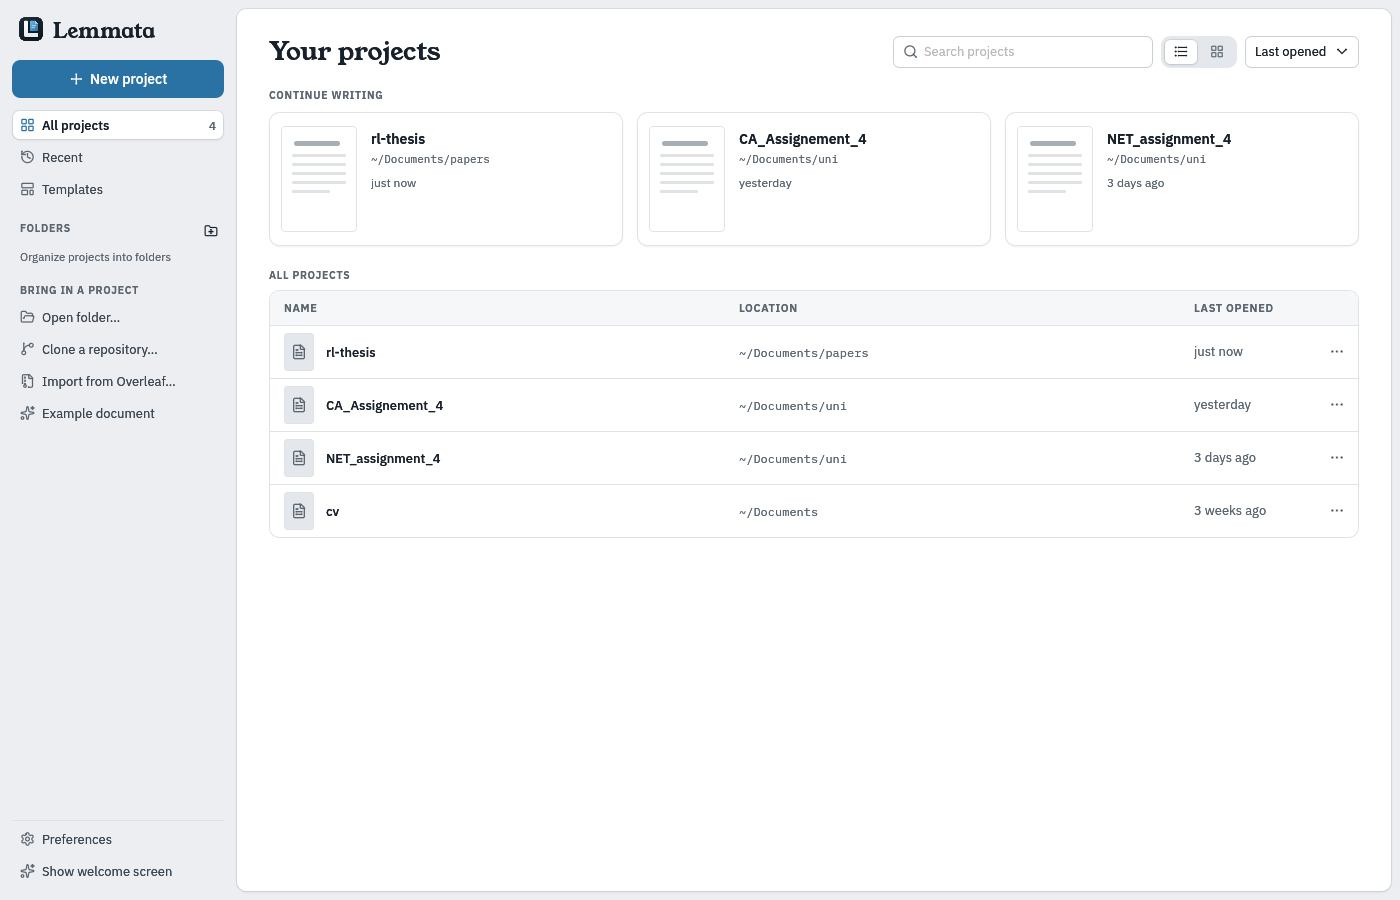 Lemmata
New project
All projects 4
Recent
Templates
FOLDERS
Organize projects into folders
BRING IN A PROJECT
Open folder...
Clone a repository...
Import from Overleaf...
Example document
Preferences
Show welcome screen
Your projects
Search projects
Last opened
CONTINUE WRITING
rl-thesis
~/Documents/papers
just now
CA_Assignement_4
~/Documents/uni
yesterday
NET_assignment_4
~/Documents/uni
3 days ago
ALL PROJECTS
NAME LOCATION LAST OPENED
rl-thesis ~/Documents/papers just now
CA_Assignement_4 ~/Documents/uni yesterday
NET_assignment_4 ~/Documents/uni 3 days ago
cv ~/Documents 3 weeks ago